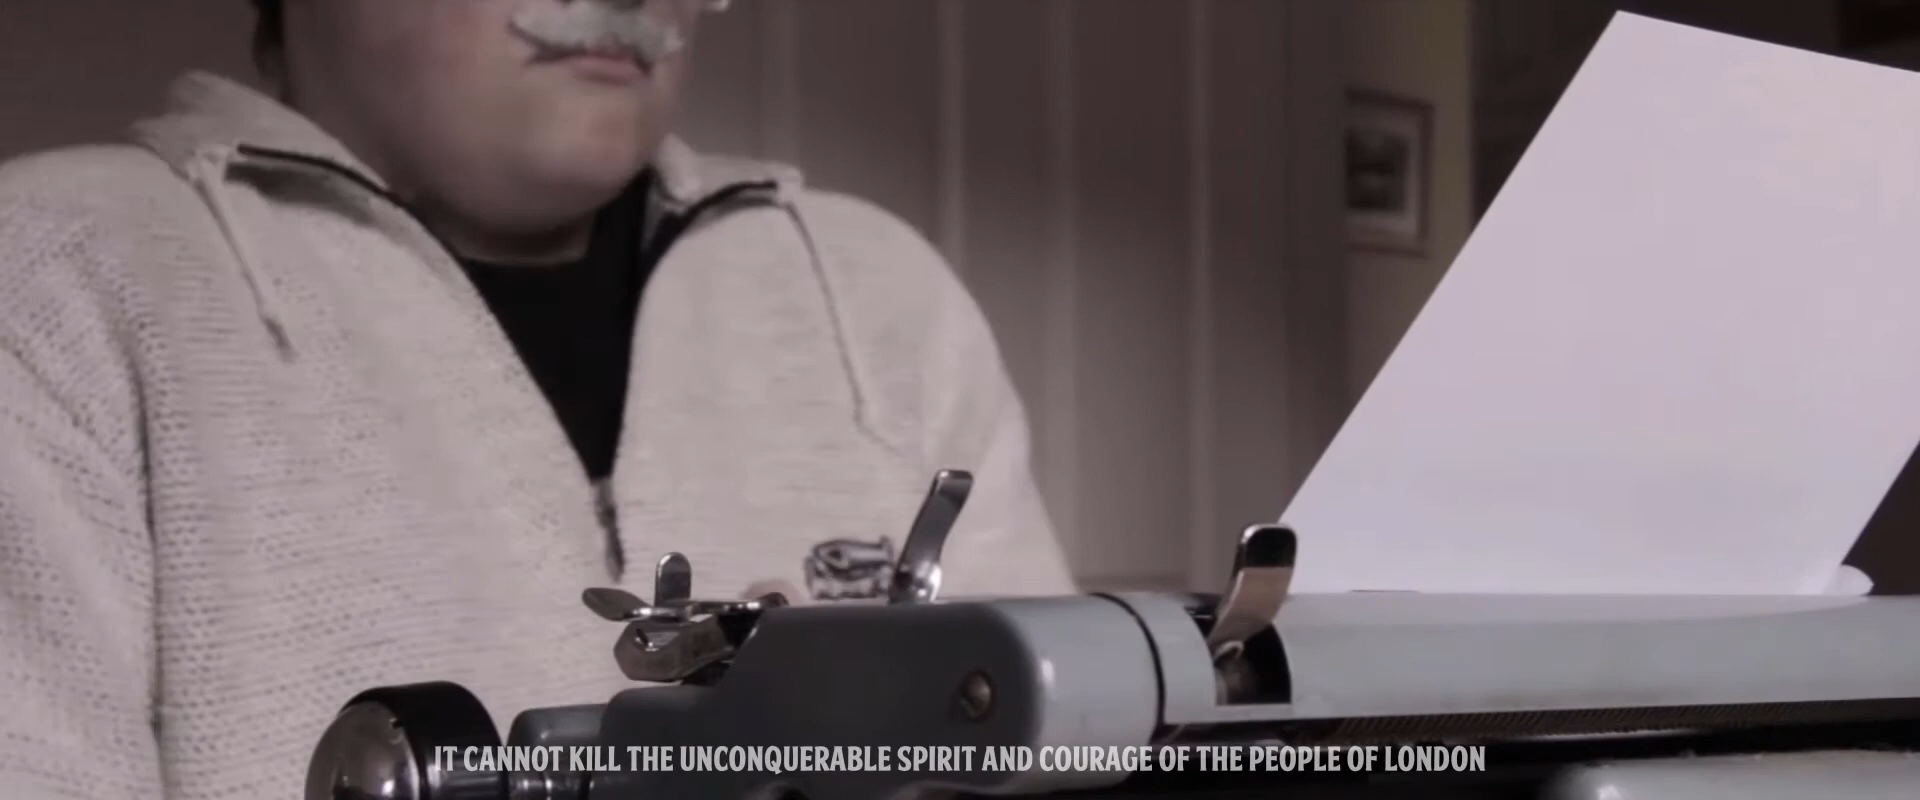 IT CANNOT KILL THE UNCONQUERABLE SPIRIT AND COURAGE OF THE PEOPLE OF LONDON